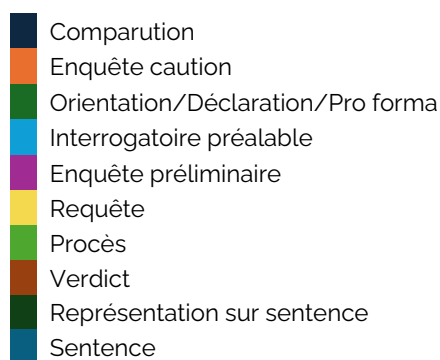 Comparution
Enquête caution
Orientation/Déclaration/Pro forma
Interrogatoire préalable
Enquête préliminaire
Requête
Procès
Verdict
Représentation sur sentence
Sentence